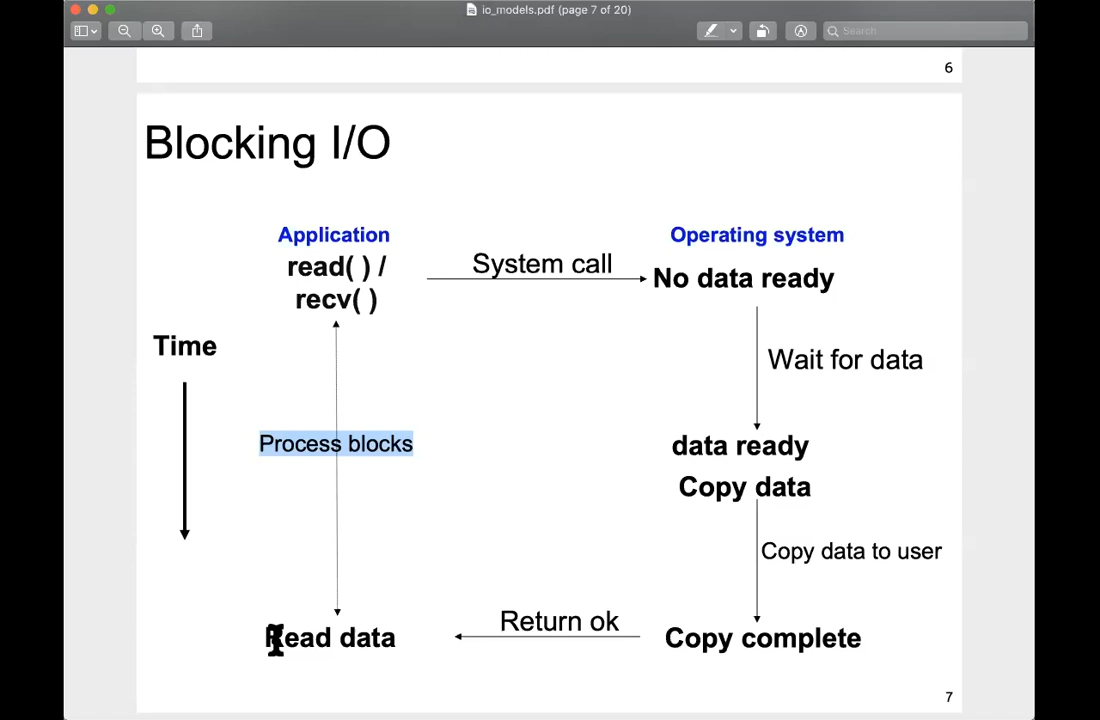 io_models.pdf (page 7 of 20)
Search
6
Blocking I/O
Application
Operating system
read( ) /
recv( )
System call
No data ready
Time
Wait for data
Process blocks
data ready
Copy data
Copy data to user
Read data
Return ok
Copy complete
7